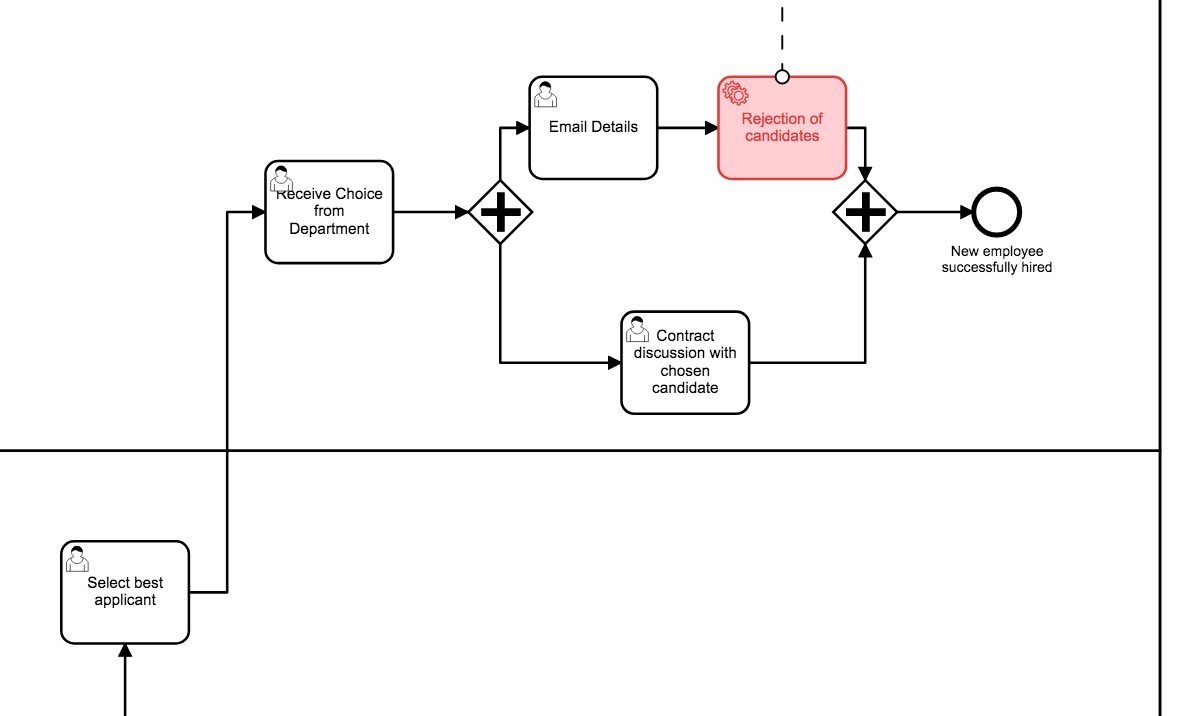 Email Details
Rejection of
candidates
Receive Choice
from
Department
New employee
successfully hired
Contract
discussion with
chosen
candidate
Select best
applicant